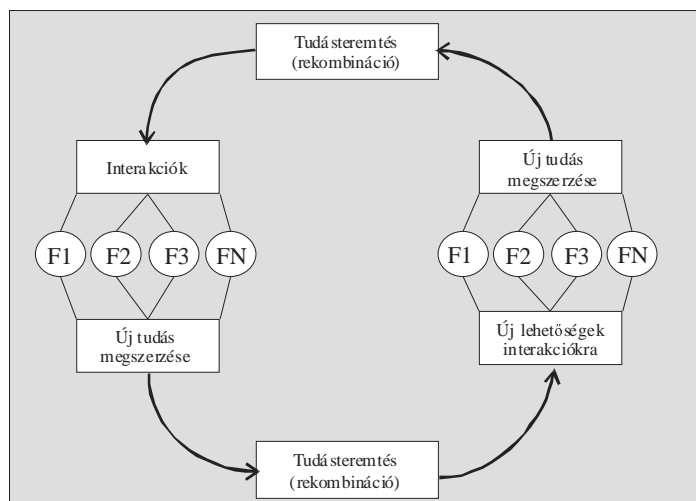 Tudásteremtés
(rekombináció)
Interakciók
F1 F2 F3 FN
Új tudás
megszerzése
Új tudás
megszerzése
F1 F2 F3 FN
Új lehetőségek
interakciókra
Tudásteremtés
(rekombináció)